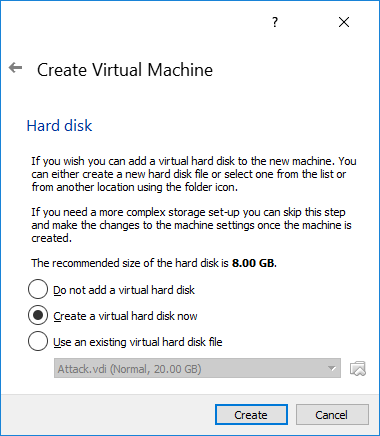 ?
Create Virtual Machine
Hard disk
If you wish you can add a virtual hard disk to the new machine. You
can either create a new hard disk file or select one from the list or
from another location using the folder icon.
If you need a more complex storage set-up you can skip this step
and make the changes to the machine settings once the machine is
created.
The recommended size of the hard disk is 8.00 GB.
Do not add a virtual hard disk
Create a virtual hard disk now
Use an existing virtual hard disk file
Attack.vdi (Normal, 20.00 GB)
Create Cancel